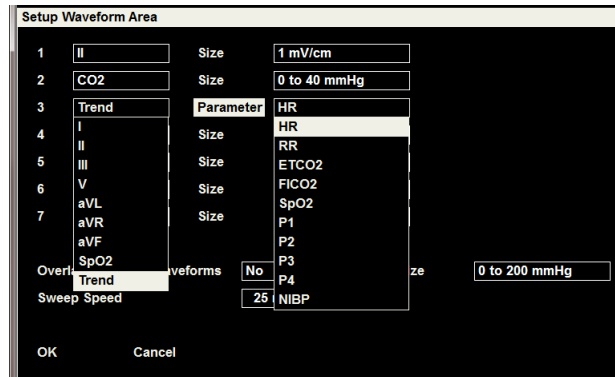 Setup Waveform Area
1 II Size 1 mV/cm
2 CO2 Size 0 to 40 mmHg
3 Trend Parameter HR
I HR
4 Size
II RR
5 III Size ETCO2
6 V Size FICO2
aVL SpO2
7 aVR Size P1
aVF P2
SpO2 P3
Overla veforms No ze 0 to 200 mmHg
Trend P4
Sweep Speed 25 NIBP
OK Cancel